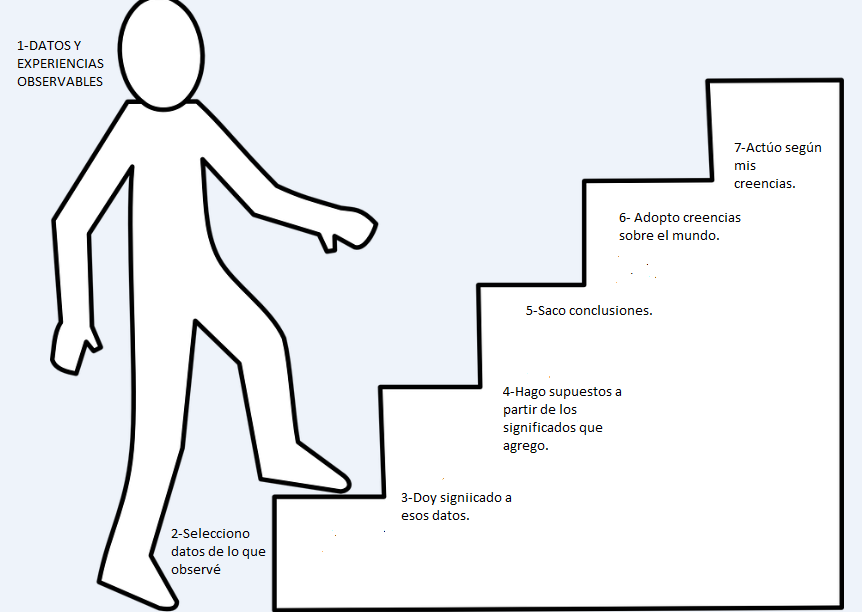 1-DATOS Y
EXPERIENCIAS
OBSERVABLES
2-Selecciono
datos de lo que
observé
3-Doy signiicado a
esos datos.
4-Hago supuestos a
partir de los
significados que
agrego.
5-Saco conclusiones.
6- Adopto creencias
sobre el mundo.
7-Actúo según
mis
creencias.